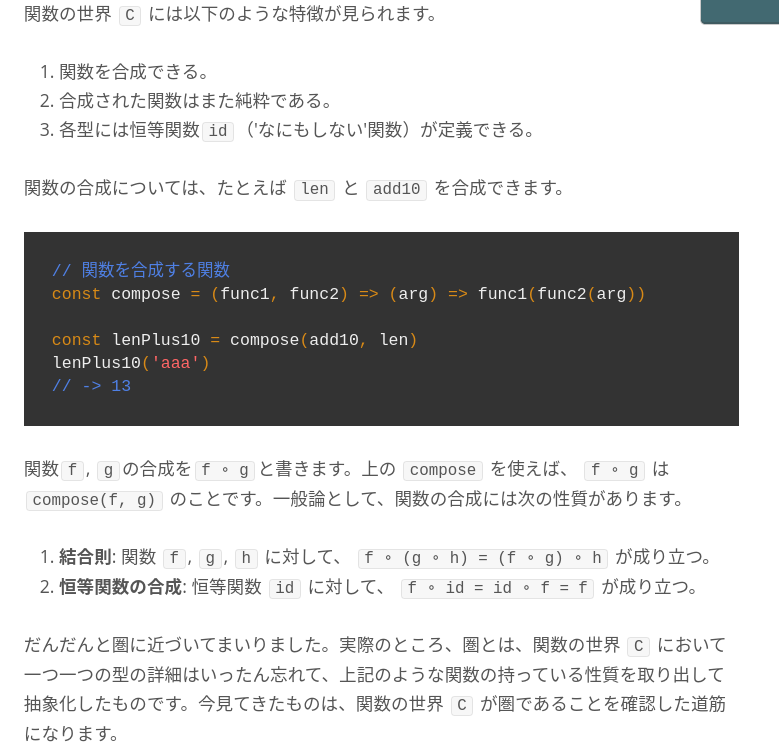 関数の世界 C には以下のような特徴が見られます。
1. 関数を合成できる。
2. 合成された関数はまた純粋である。
3. 各型には恒等関数 id （'なにもしない'関数）が定義できる。
関数の合成については、たとえば len と add10 を合成できます。
// 関数を合成する関数
const compose = (func1, func2) => (arg) => func1(func2(arg))
const lenPlus10 = compose(add10, len)
lenPlus10('aaa')
// -> 13
関数 f , g の合成を f ∘ g と書きます。上の compose を使えば、 f ∘ g は
compose(f, g) のことです。一般論として、関数の合成には次の性質があります。
1. 結合則: 関数 f , g , h に対して、 f ∘ (g ∘ h) = (f ∘ g) ∘ h が成り立つ。
2. 恒等関数の合成: 恒等関数 id に対して、 f ∘ id = id ∘ f = f が成り立つ。
だんだんと圏に近づいてまいりました。実際のところ、圏とは、関数の世界 C において
一つ一つの型の詳細はいったん忘れて、上記のような関数の持っている性質を取り出して
抽象化したものです。今見てきたものは、関数の世界 C が圏であることを確認した道筋
になります。